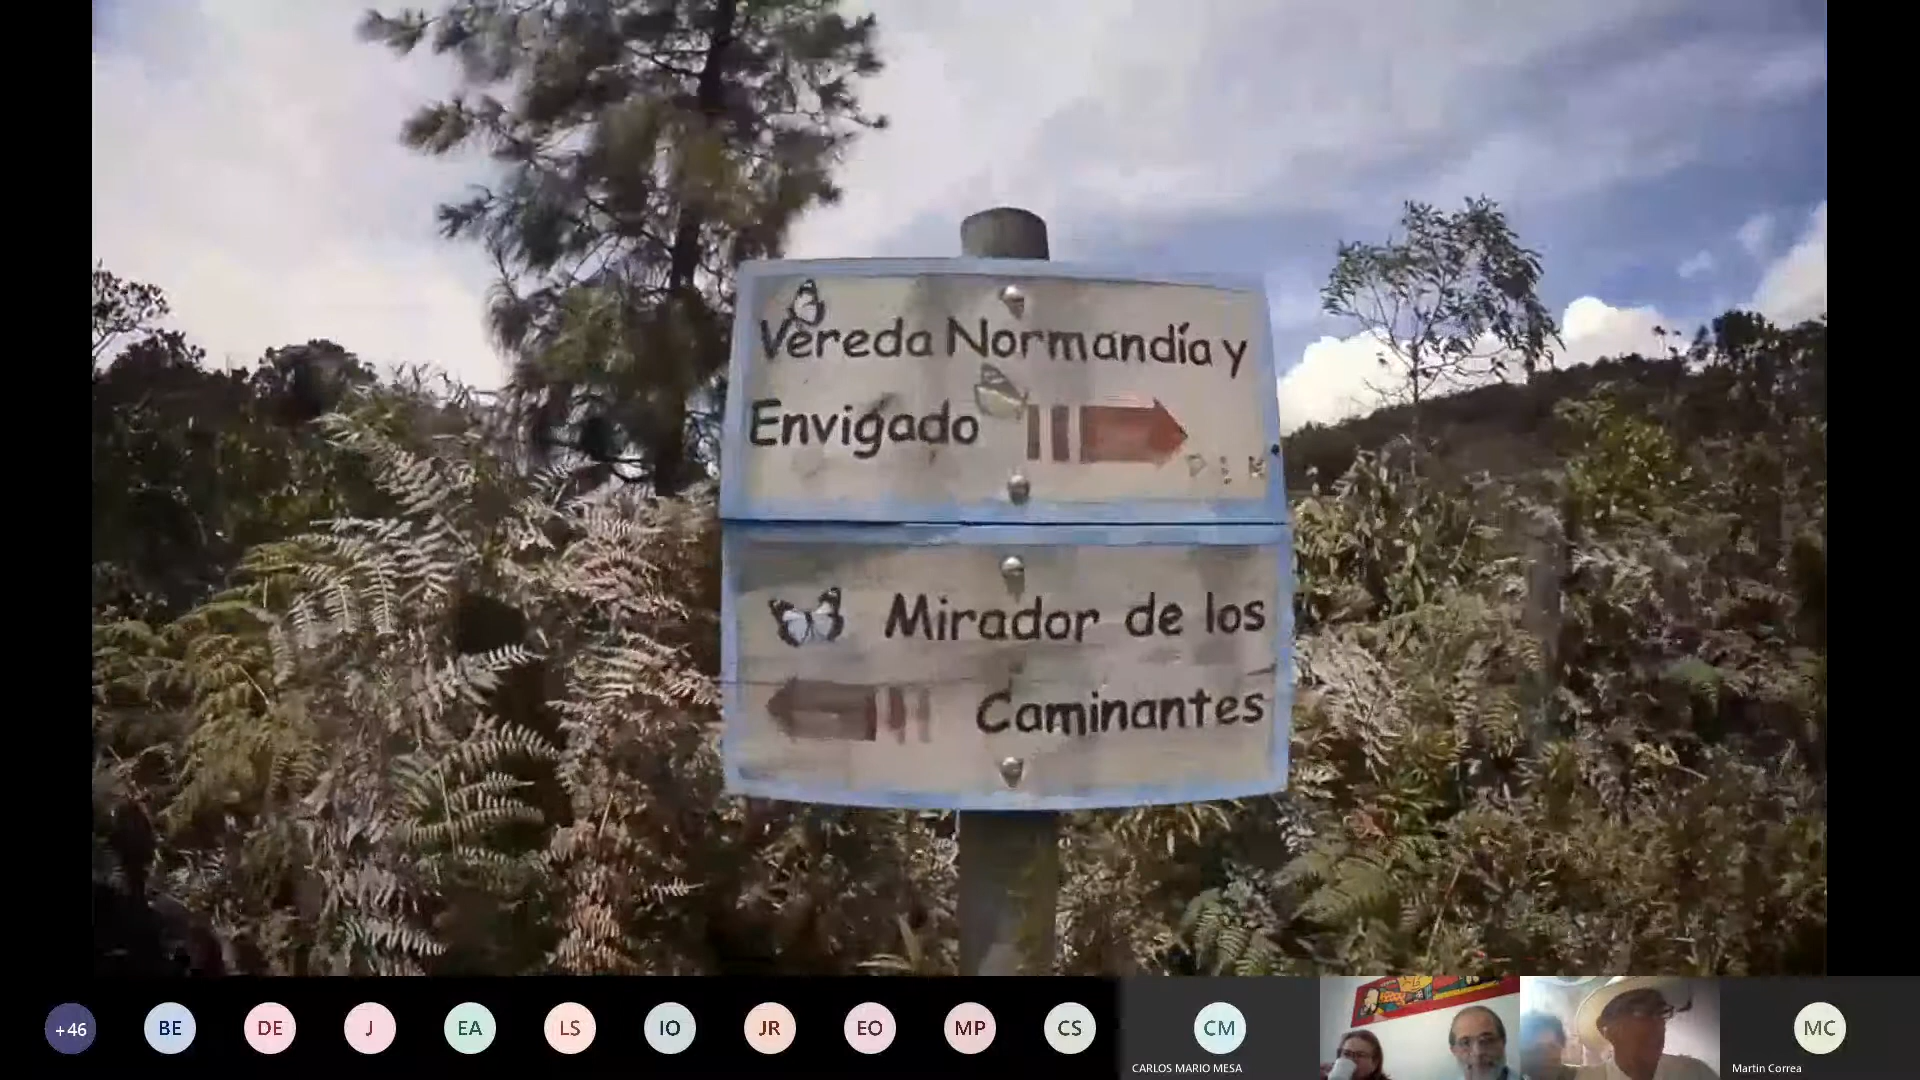 Vereda Normandía y
Envigado
Mirador de los
Caminantes
+46
BE
DE
J
EA
LS
IO
JR
EO
MP
CS
CM
MC
CARLOS MARIO MESA
Martin Correa